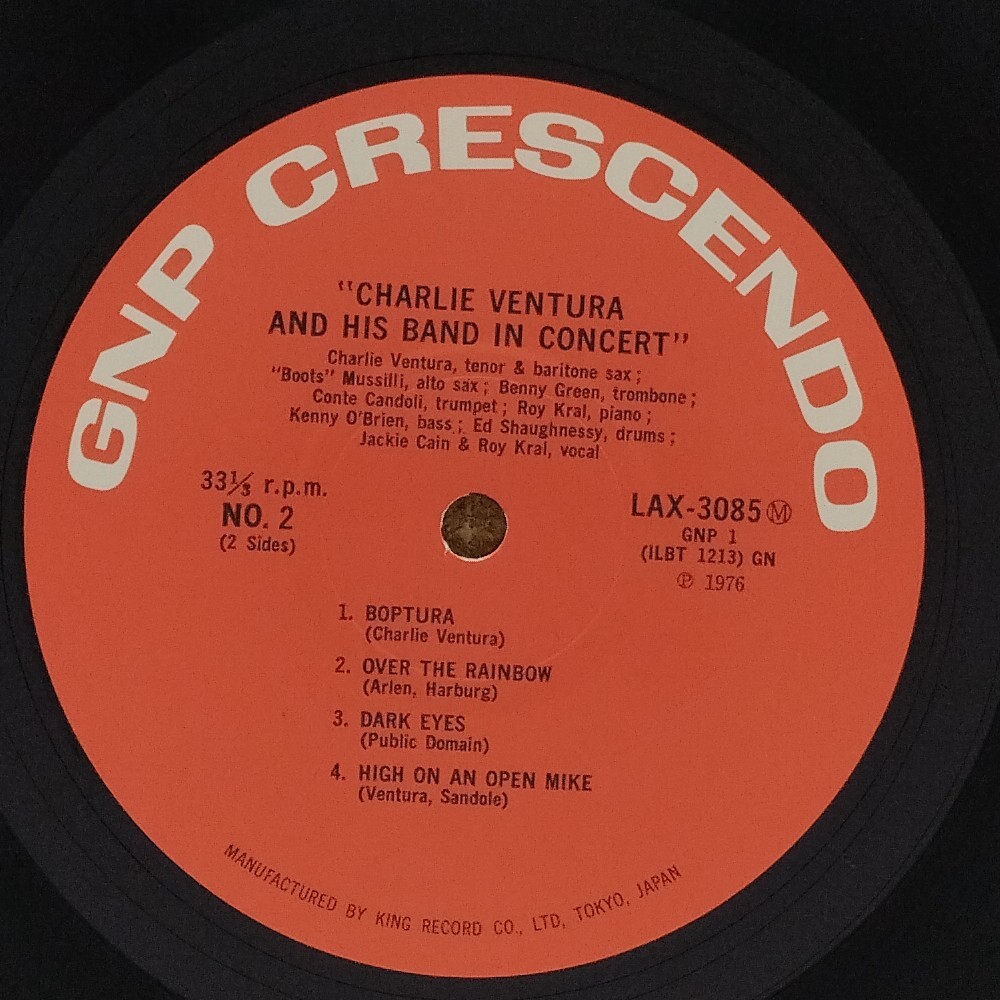 GNP CRESCENDO
"CHARLIE VENTURA
AND HIS BAND IN CONCERT"
Charlie Ventura, tenor & baritone sax;
"Boots" Mussilli, alto sax; Benny Green, trombone;
Conte Candoli, trumpet; Roy Kral, piano;
Kenny O'Brien, bass; Ed Shaughnessy, drums;
Jackie Cain & Roy Kral, vocal
33⅓ r.p.m.
NO. 2
(2 Sides)
LAX-3085 Ⓜ
GNP 1
(ILBT 1213) GN
℗ 1976
1. BOPTURA
(Charlie Ventura)
2. OVER THE RAINBOW
(Arlen, Harburg)
3. DARK EYES
(Public Domain)
4. HIGH ON AN OPEN MIKE
(Ventura, Sandole)
MANUFACTURED BY KING RECORD CO., LTD, TOKYO, JAPAN